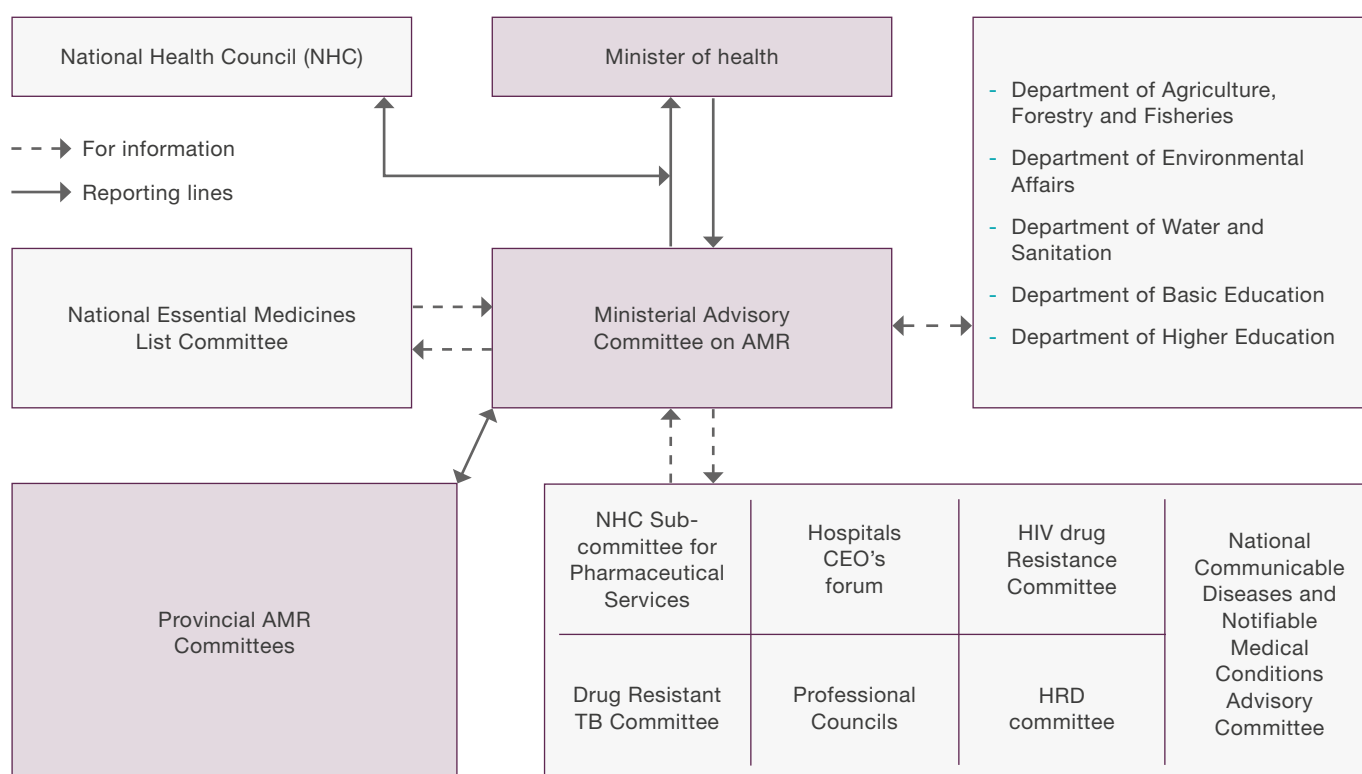 National Health Council (NHC)
Minister of health
- Department of Agriculture,
Forestry and Fisheries
- Department of Environmental
Affairs
- Department of Water and
Sanitation
- Department of Basic Education
- Department of Higher Education
For information
Reporting lines
National Essential Medicines
List Committee
Ministerial Advisory
Committee on AMR
Provincial AMR
Committees
NHC Sub-
committee for
Pharmaceutical
Services
Hospitals
CEO's
forum
HIV drug
Resistance
Committee
National
Communicable
Diseases and
Notifiable
Medical
Conditions
Advisory
Committee
Drug Resistant
TB Committee
Professional
Councils
HRD
committee